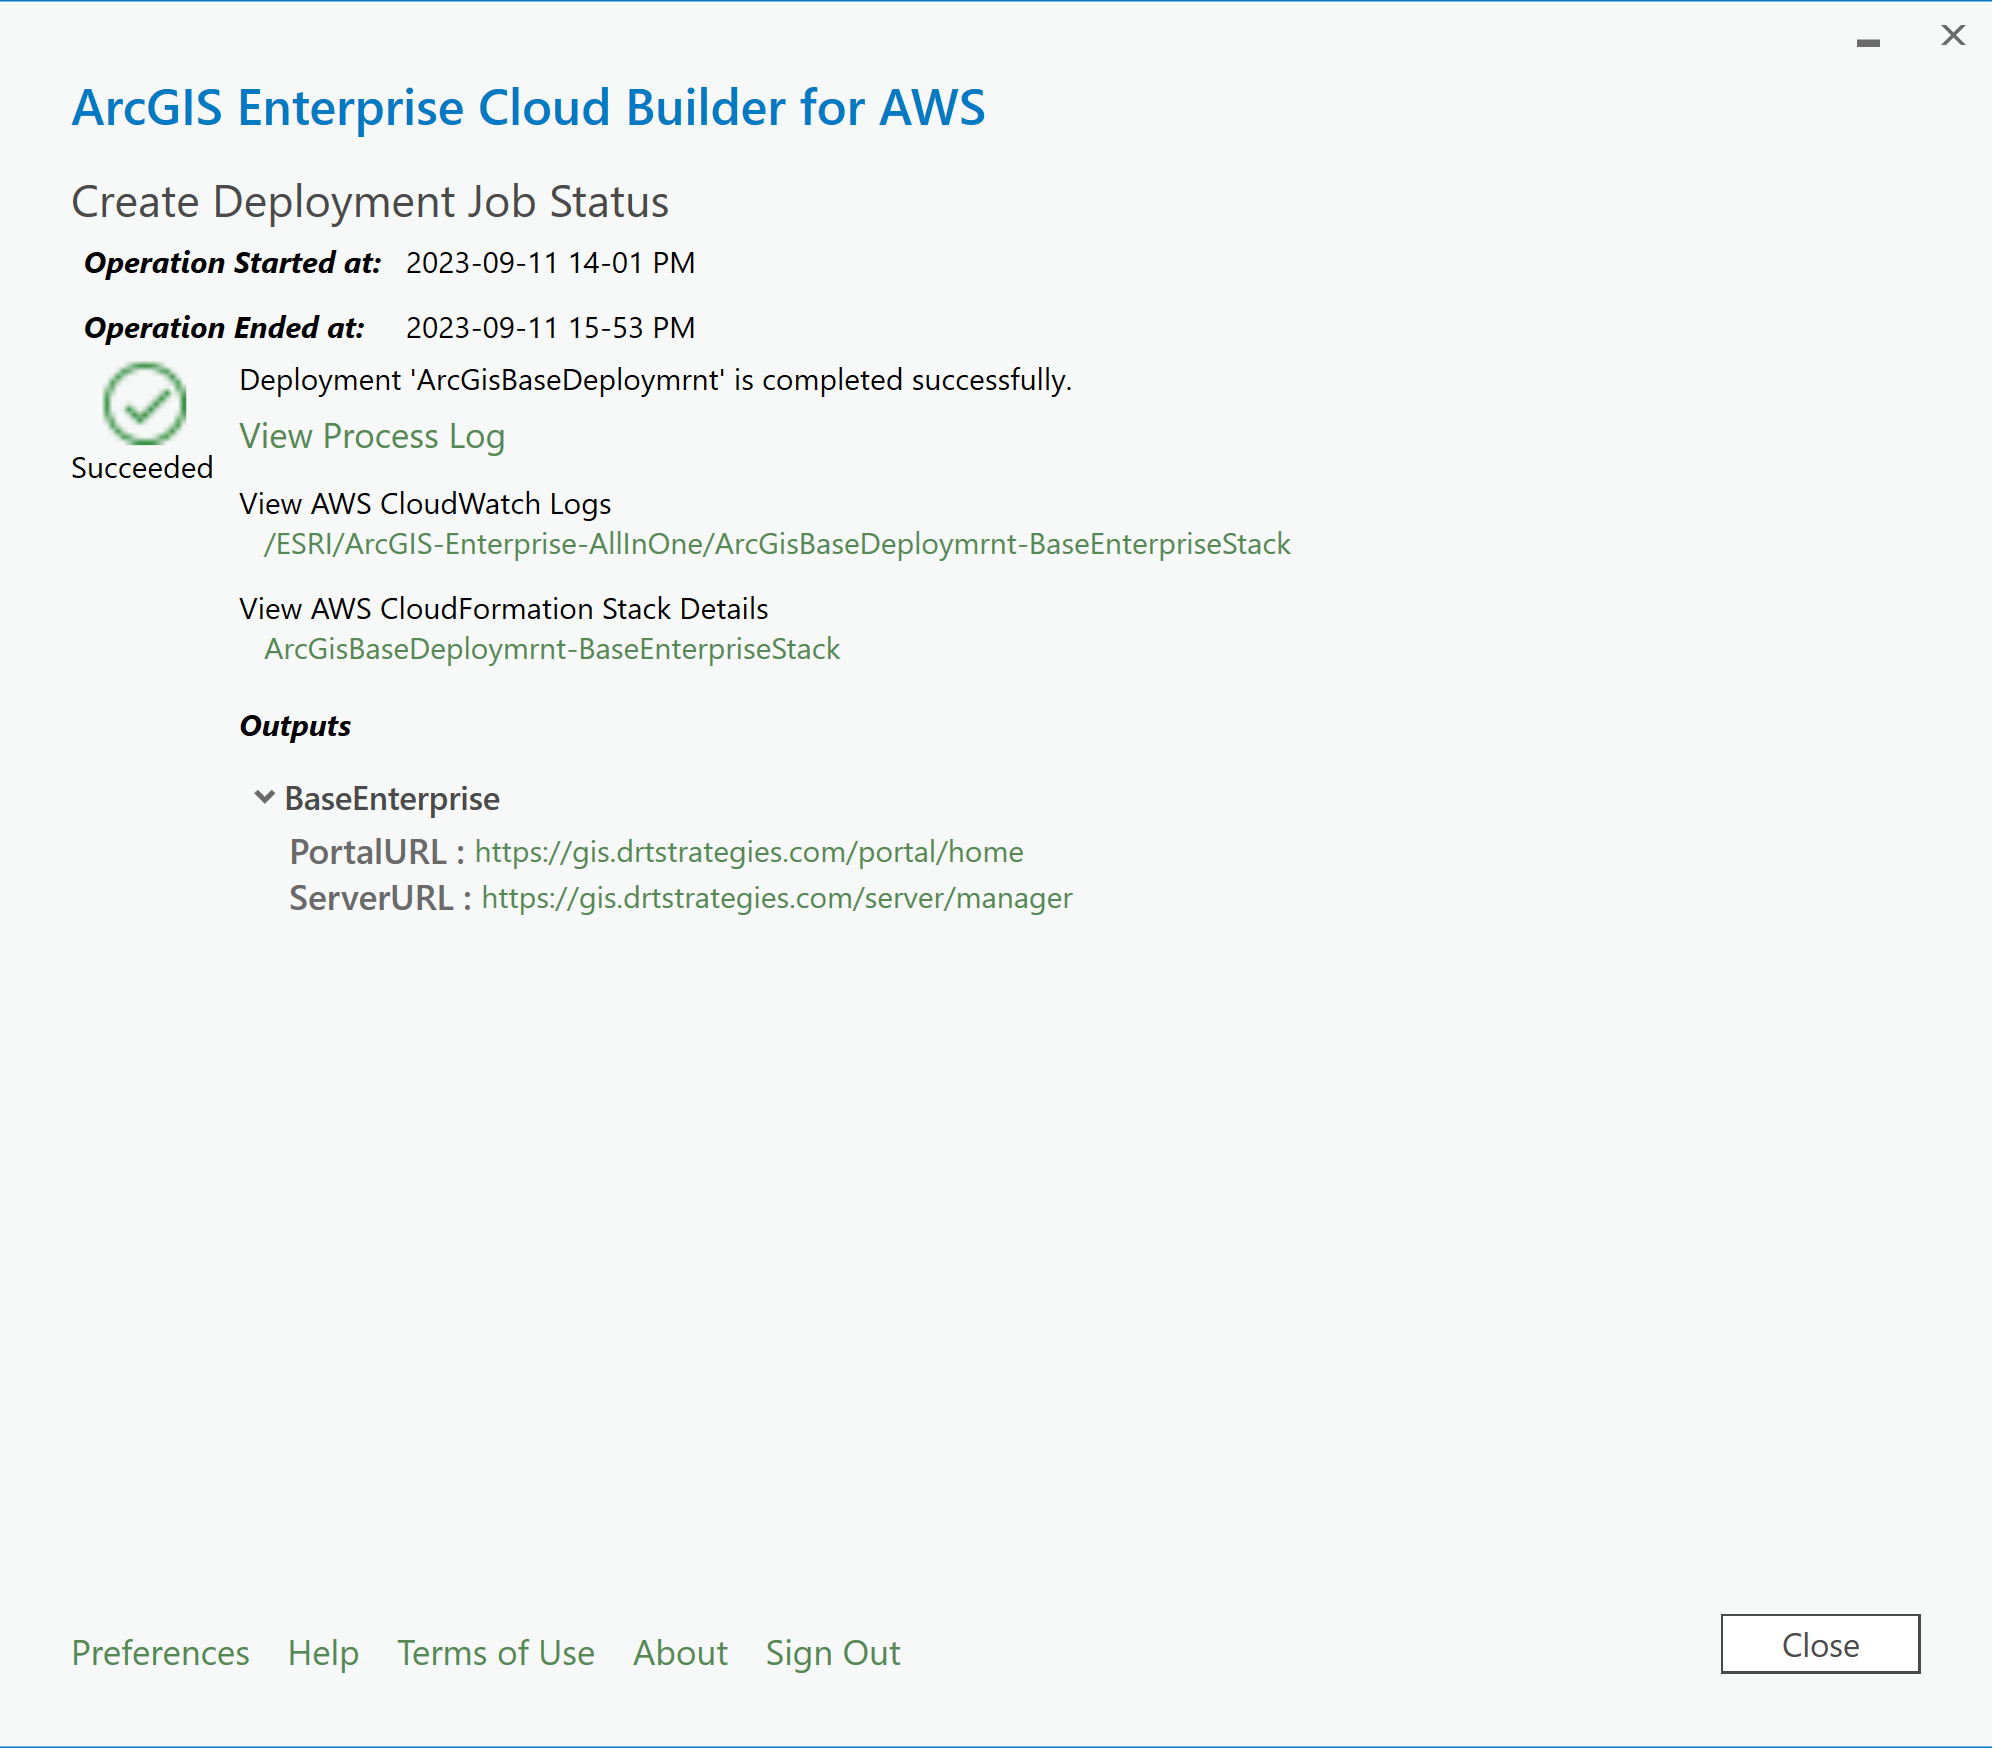 ArcGIS Enterprise Cloud Builder for AWS
Create Deployment Job Status
Operation Started at: 2023-09-11 14-01 PM
Operation Ended at: 2023-09-11 15-53 PM
Deployment 'ArcGisBaseDeploymrnt' is completed successfully.
View Process Log
Succeeded
View AWS CloudWatch Logs
/ESRI/ArcGIS-Enterprise-AllInOne/ArcGisBaseDeploymrnt-BaseEnterpriseStack
View AWS CloudFormation Stack Details
ArcGisBaseDeploymrnt-BaseEnterpriseStack
Outputs
BaseEnterprise
PortalURL : https://gis.drtstrategies.com/portal/home
ServerURL : https://gis.drtstrategies.com/server/manager
Preferences Help Terms of Use About Sign Out Close